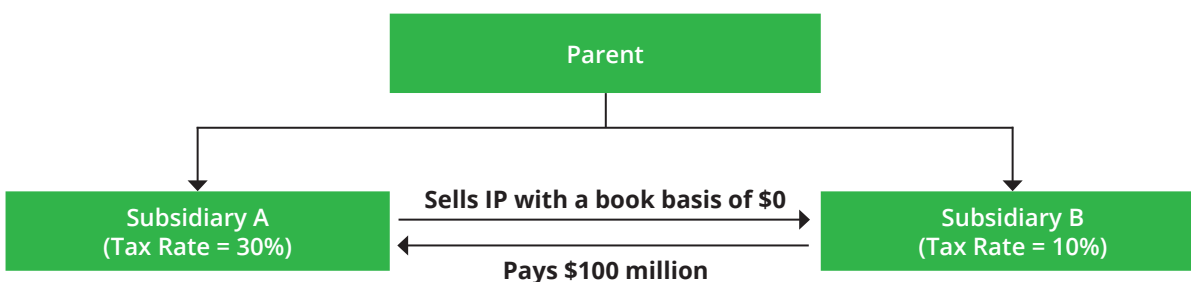 Parent
Subsidiary A
(Tax Rate = 30%)
Sells IP with a book basis of $0
Pays $100 million
Subsidiary B
(Tax Rate = 10%)